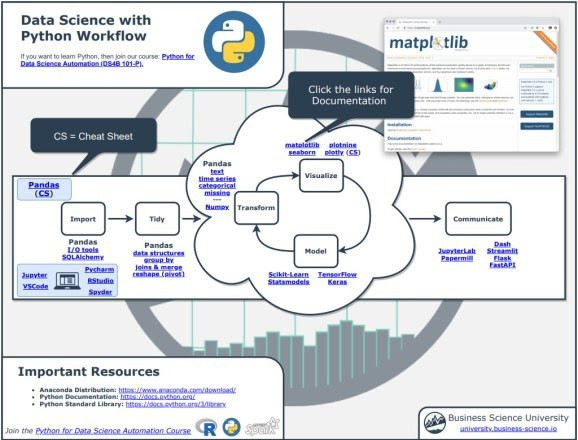 Data Science with
Python Workflow
If you want to learn Python, then join our course: Python for
Data Science Automation (DS4B 101-P).
matplotlib
Installation
Documentation
Click the links for
Documentation
CS = Cheat Sheet
Pandas
(CS)
Import
Pandas
I/O tools
SQLAlchemy
Tidy
Pandas
data structures
group by
joins & merge
reshape (pivot)
Jupyter
VSCode
Pycharm
RStudio
Spyder
Pandas
text
time series
categorical
missing
---
Numpy
Transform
matplotlib
seaborn
plotnine
plotly (CS)
Visualize
Model
Scikit-Learn
Statsmodels
TensorFlow
Keras
Communicate
JupyterLab
Papermill
Dash
Streamlit
Flask
FastAPI
Important Resources
• Anaconda Distribution: https://www.anaconda.com/download/
• Python Documentation: https://docs.python.org/
• Python Standard Library: https://docs.python.org/3/library
Join the Python for Data Science Automation Course
R
Spark
Business Science University
university.business-science.io